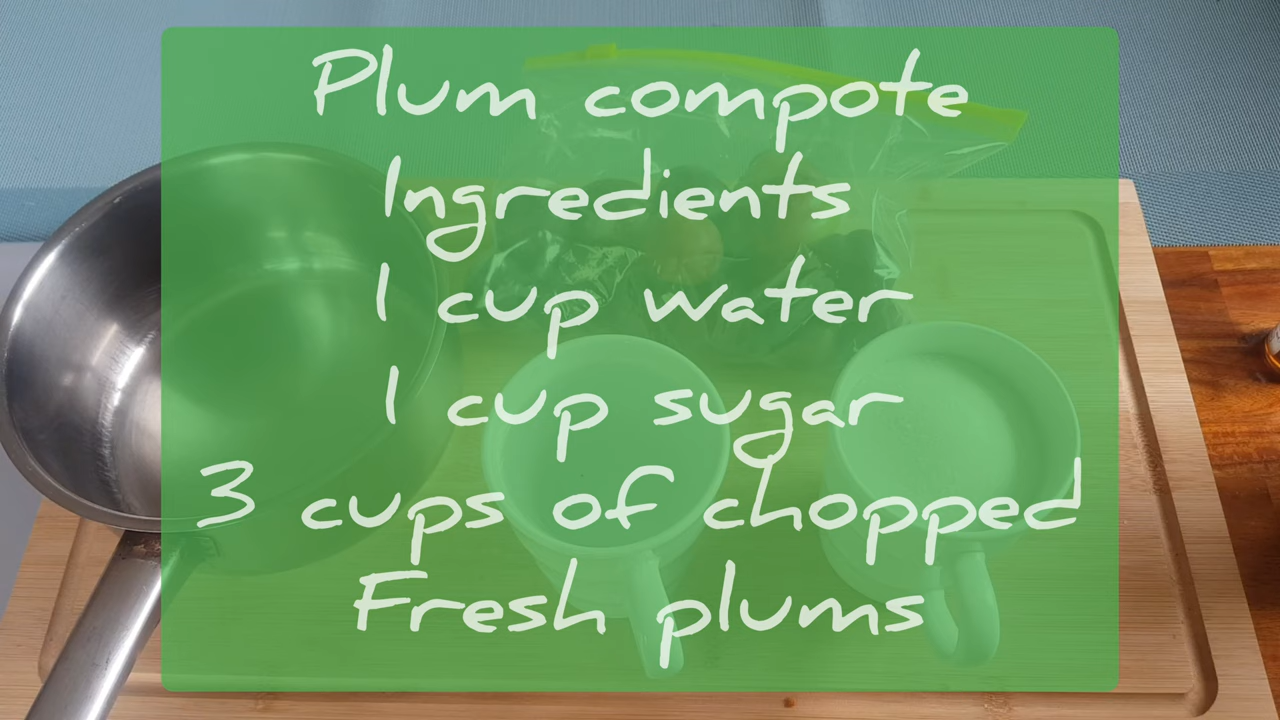 Plum compote
Ingredients
1 cup water
1 cup sugar
3 cups of chopped
Fresh plums